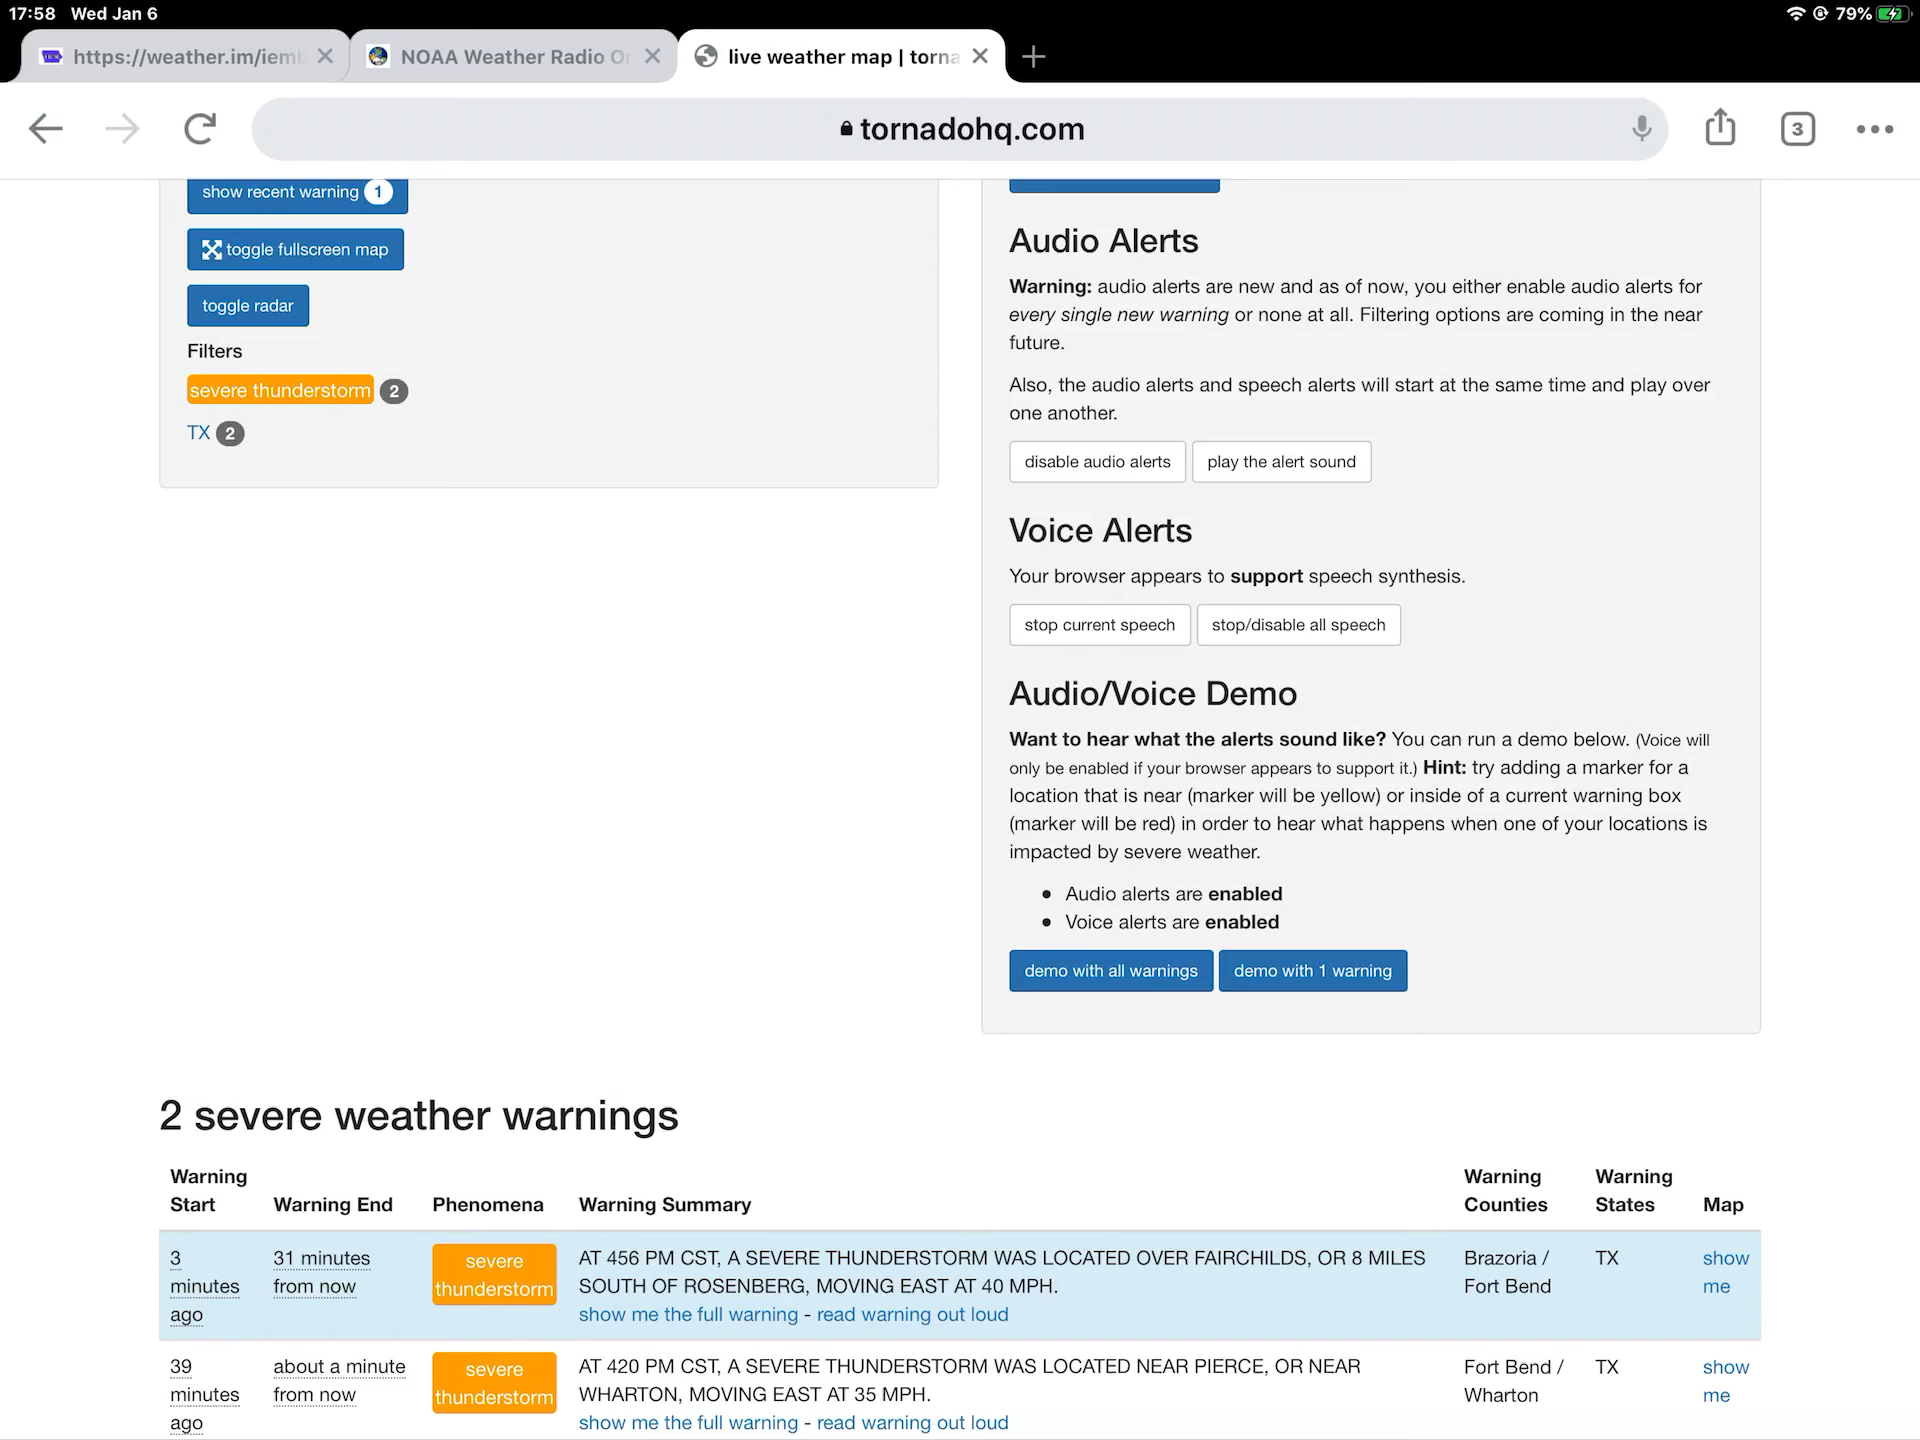 17:58 Wed Jan 6
79%
https://weather.im/iemb
NOAA Weather Radio On
live weather map | torna
tornadohq.com
3
show recent warning 1
toggle fullscreen map
toggle radar
Filters
severe thunderstorm 2
TX 2
Audio Alerts
Warning: audio alerts are new and as of now, you either enable audio alerts for
every single new warning or none at all. Filtering options are coming in the near
future.
Also, the audio alerts and speech alerts will start at the same time and play over
one another.
disable audio alerts
play the alert sound
Voice Alerts
Your browser appears to support speech synthesis.
stop current speech
stop/disable all speech
Audio/Voice Demo
Want to hear what the alerts sound like? You can run a demo below. (Voice will
only be enabled if your browser appears to support it.) Hint: try adding a marker for a
location that is near (marker will be yellow) or inside of a current warning box
(marker will be red) in order to hear what happens when one of your locations is
impacted by severe weather.
• Audio alerts are enabled
• Voice alerts are enabled
demo with all warnings
demo with 1 warning
2 severe weather warnings
Warning
Start
Warning End
Phenomena
Warning Summary
Warning
Counties
Warning
States
Map
3
minutes
ago
31 minutes
from now
severe
thunderstorm
AT 456 PM CST, A SEVERE THUNDERSTORM WAS LOCATED OVER FAIRCHILDS, OR 8 MILES
SOUTH OF ROSENBERG, MOVING EAST AT 40 MPH.
show me the full warning - read warning out loud
Brazoria /
Fort Bend
TX
show
me
39
minutes
ago
about a minute
from now
severe
thunderstorm
AT 420 PM CST, A SEVERE THUNDERSTORM WAS LOCATED NEAR PIERCE, OR NEAR
WHARTON, MOVING EAST AT 35 MPH.
show me the full warning - read warning out loud
Fort Bend /
Wharton
TX
show
me